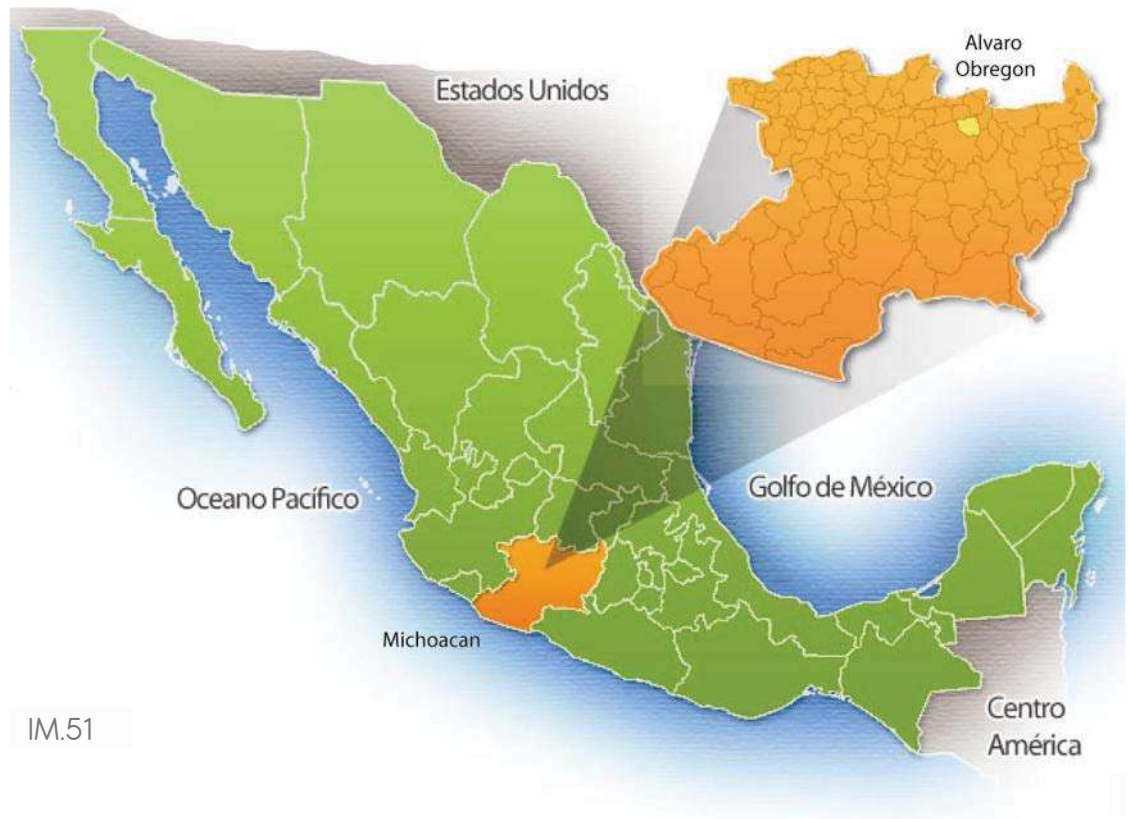 Alvaro
Obregon
Estados Unidos
Golfo de México
Oceano Pacífico
Michoacan
Centro
América
IM.51